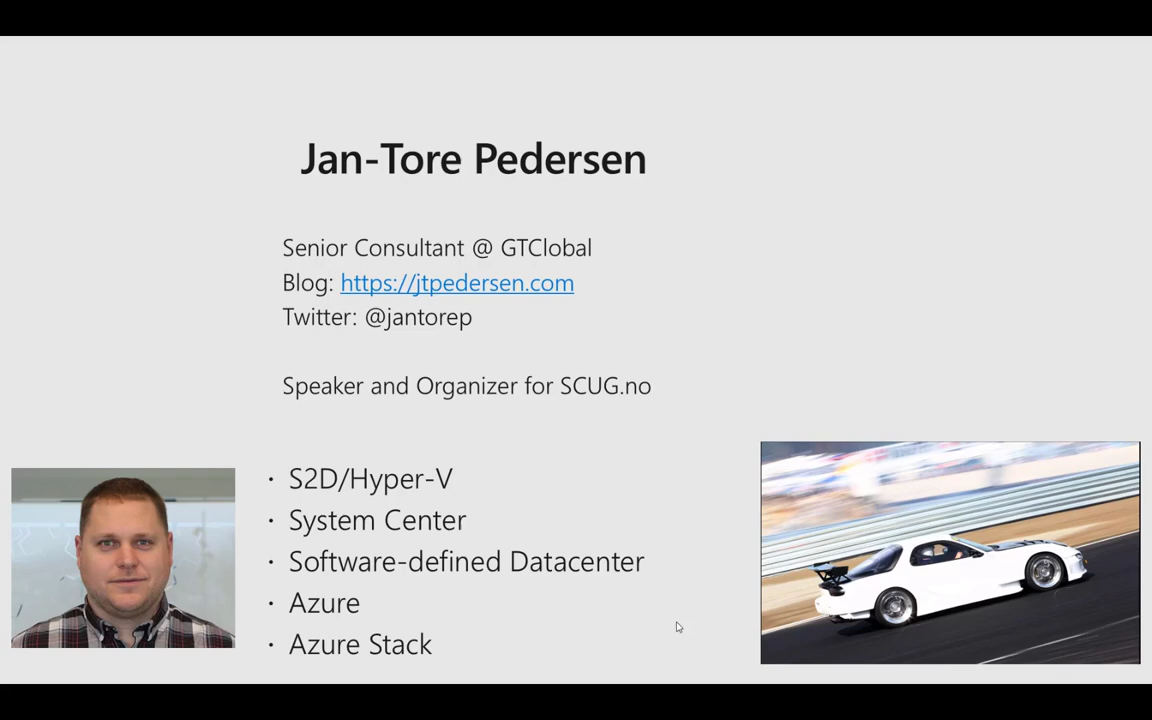 Jan-Tore Pedersen
Senior Consultant @ GTClobal
Blog: https://jtpedersen.com
Twitter: @jantorep
Speaker and Organizer for SCUG.no
· S2D/Hyper-V
· System Center
· Software-defined Datacenter
· Azure
· Azure Stack